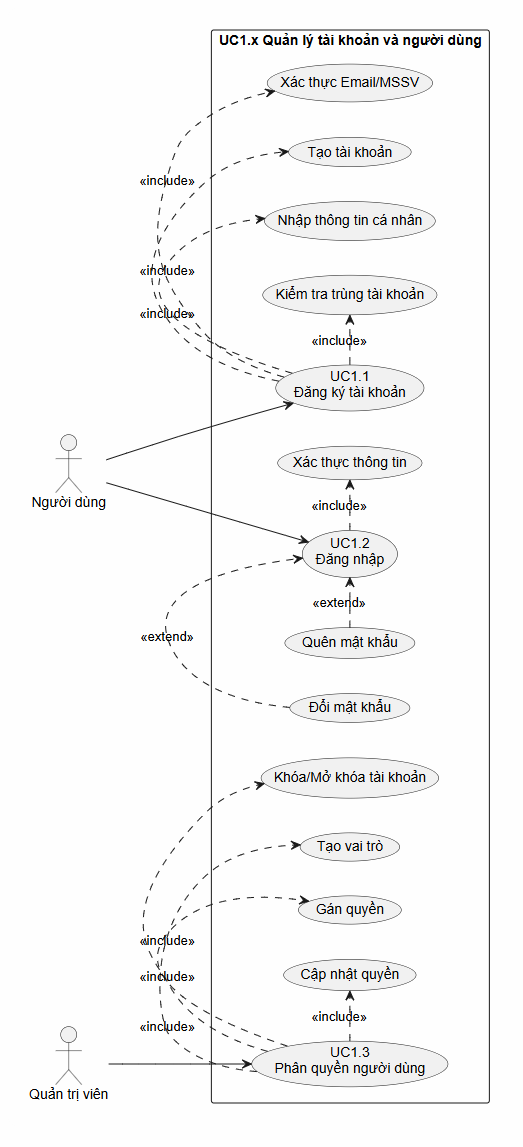 UC1.x Quản lý tài khoản và người dùng
Xác thực Email/MSSV
Tạo tài khoản
«include»
Nhập thông tin cá nhân
«include»
Kiểm tra trùng tài khoản
«include»
«include»
UC1.1
Đăng ký tài khoản
Người dùng
Xác thực thông tin
«include»
UC1.2
Đăng nhập
«extend»
«extend»
Quên mật khẩu
Đổi mật khẩu
Khóa/Mở khóa tài khoản
Tạo vai trò
Gán quyền
«include»
«include»
Cập nhật quyền
«include»
«include»
UC1.3
Phân quyền người dùng
Quản trị viên